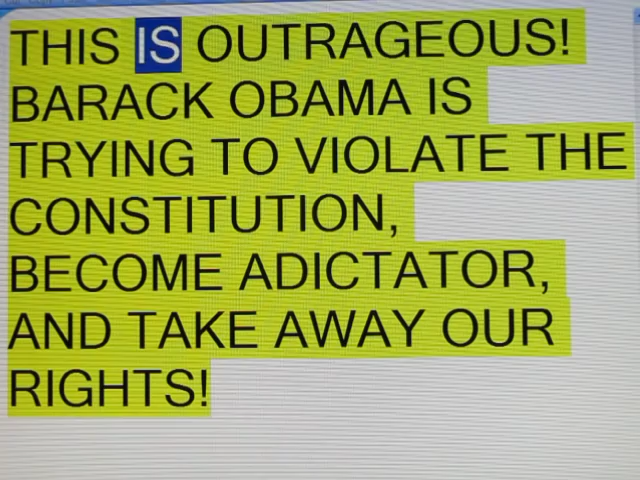 THIS IS OUTRAGEOUS!
BARACK OBAMA IS
TRYING TO VIOLATE THE
CONSTITUTION,
BECOME ADICTATOR,
AND TAKE AWAY OUR
RIGHTS!